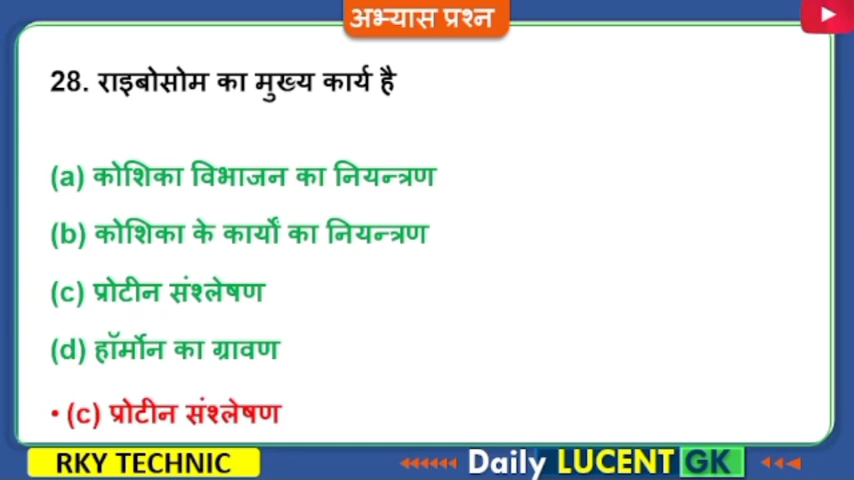 अभ्यास प्रश्न
28. राइबोसोम का मुख्य कार्य है
(a) कोशिका विभाजन का नियन्त्रण
(b) कोशिका के कार्यों का नियन्त्रण
(c) प्रोटीन संश्लेषण
(d) हॉर्मोन का ग्रावण
• (c) प्रोटीन संश्लेषण
RKY TECHNIC Daily LUCENT GK